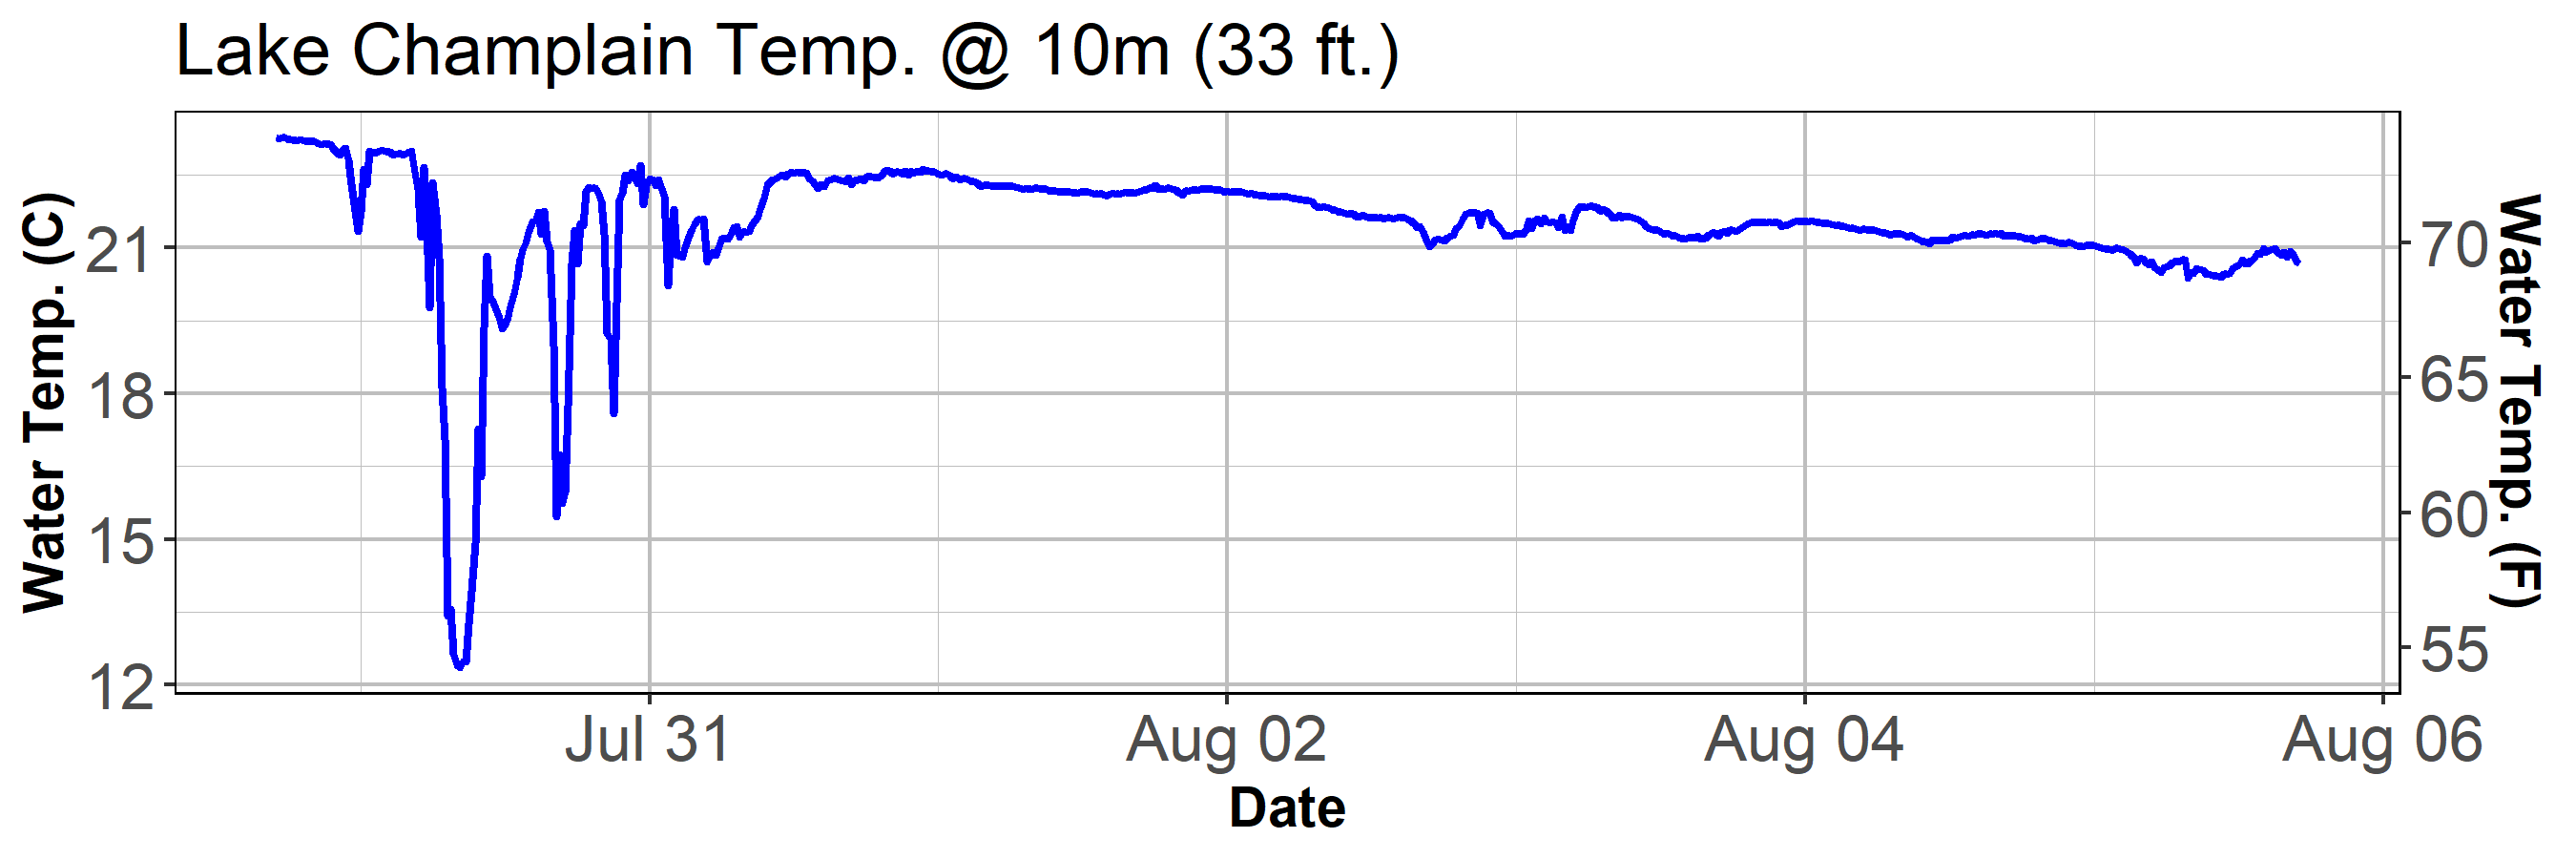 Lake Champlain Temp. @ 10m (33 ft.)
Water Temp. (C)
21
18
15
12
70
65
60
55
Water Temp. (F)
Jul 31
Aug 02
Aug 04
Aug 06
Date